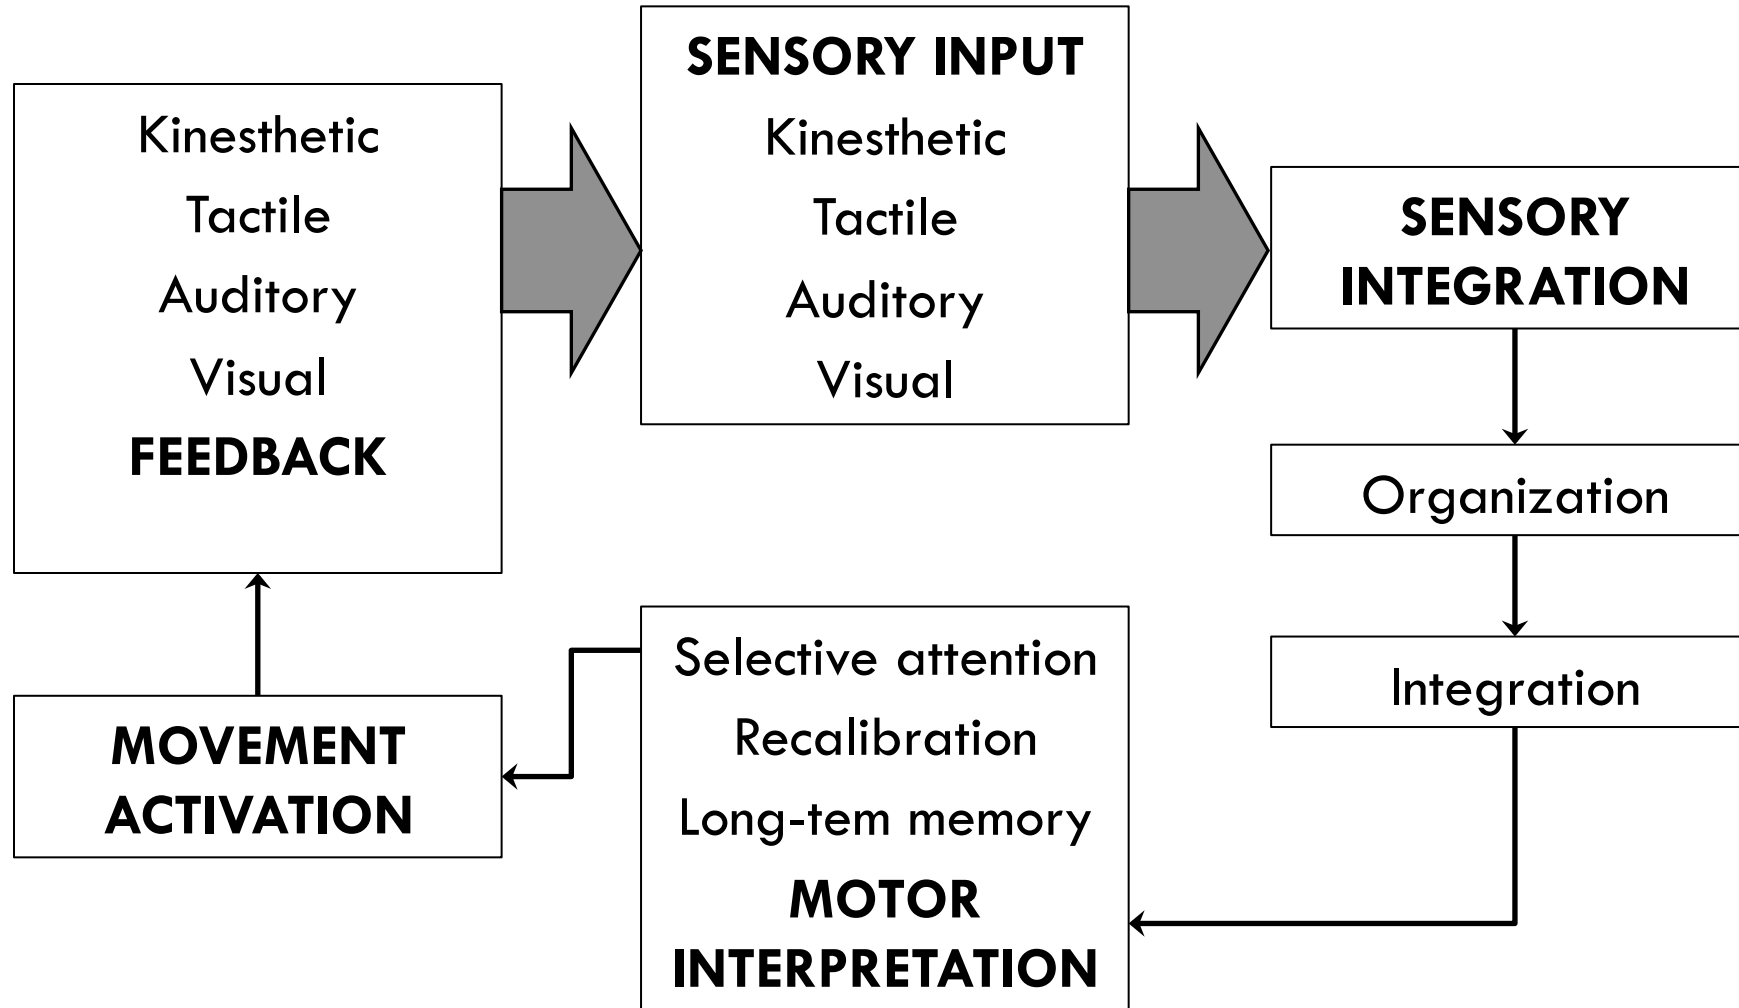 Kinesthetic
Tactile
Auditory
Visual
FEEDBACK
SENSORY INPUT
Kinesthetic
Tactile
Auditory
Visual
SENSORY
INTEGRATION
Organization
Integration
Selective attention
Recalibration
Long-tem memory
MOTOR
INTERPRETATION
MOVEMENT
ACTIVATION